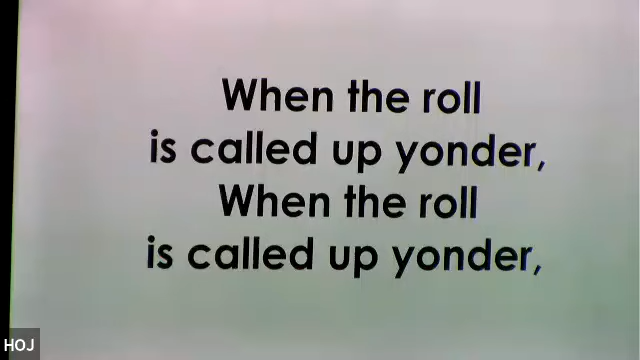 When the roll
is called up yonder,
When the roll
is called up yonder,
HOJ